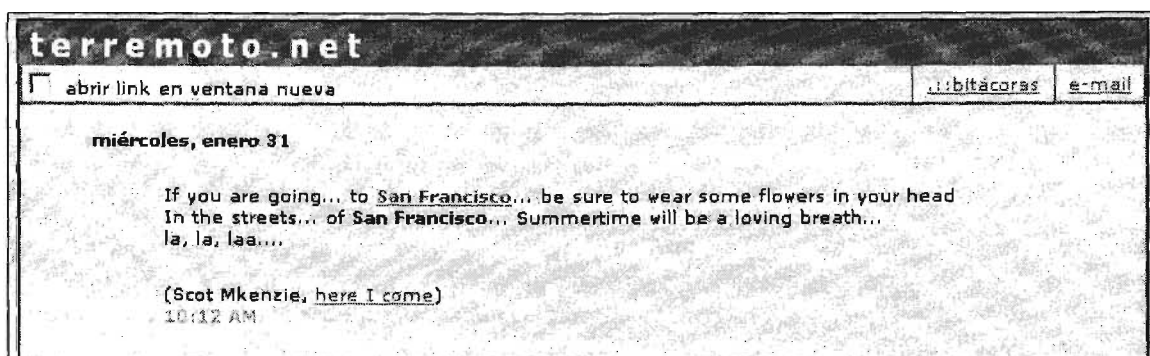 terremoto.net
abrir link en ventana nueva .::bitácoras e-mail
miércoles, enero 31
If you are going... to San Francisco... be sure to wear some flowers in your head
In the streets... of San Francisco... Summertime will be a loving breath...
la, la, laa....
(Scot Mkenzie, here I come)
10:12 AM